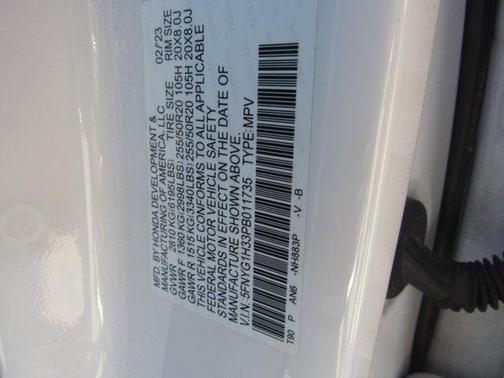 MFD. BY HONDA DEVELOPMENT & 02/23
MANUFACTURING OF AMERICA, LLC
GVWR 2810 KG(6195LBS) TIRE SIZE RIM SIZE
GAWR F 1360 KG(2998LBS) 255/50R20 105H 20X8.0J
GAWR R 1515 KG(3340LBS) 255/50R20 105H 20X8.0J
THIS VEHICLE CONFORMS TO ALL APPLICABLE
FEDERAL MOTOR VEHICLE SAFETY
STANDARDS IN EFFECT ON THE DATE OF
MANUFACTURE SHOWN ABOVE.
V.I.N: 5FNYG1H33PB011735 TYPE:MPV
T90 P AN6 -NH883P -V -B